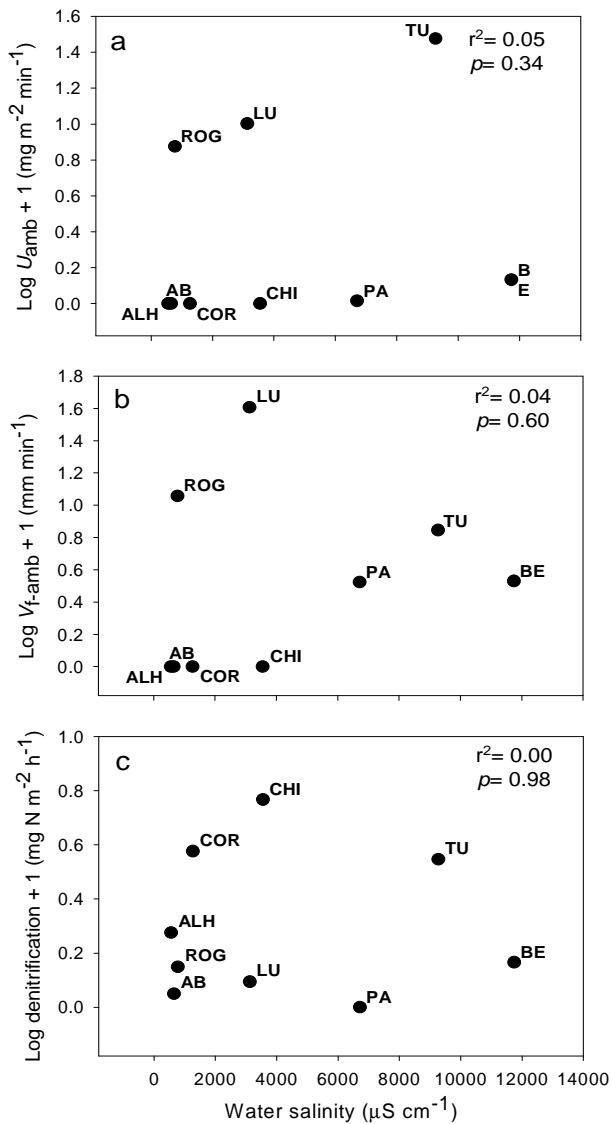 a
r²= 0.05
p= 0.34
TU
LU
ROG
AB
ALH
COR
CHI
PA
B
E
1.6
1.4
1.2
1.0
0.8
0.6
0.4
0.2
0.0
Log U amb + 1 (mg m⁻² min⁻¹)
b
r²= 0.04
p= 0.60
LU
ROG
TU
PA
BE
AB
ALH
COR
CHI
1.8
1.6
1.4
1.2
1.0
0.8
0.6
0.4
0.2
0.0
Log V f-amb + 1 (mm min⁻¹)
c
r²= 0.00
p= 0.98
CHI
COR
TU
ALH
ROG
AB
LU
PA
BE
1.0
0.8
0.6
0.4
0.2
0.0
Log denitrification + 1 (mg N m⁻² h⁻¹)
0 2000 4000 6000 8000 10000 12000 14000
Water salinity (µS cm⁻¹)